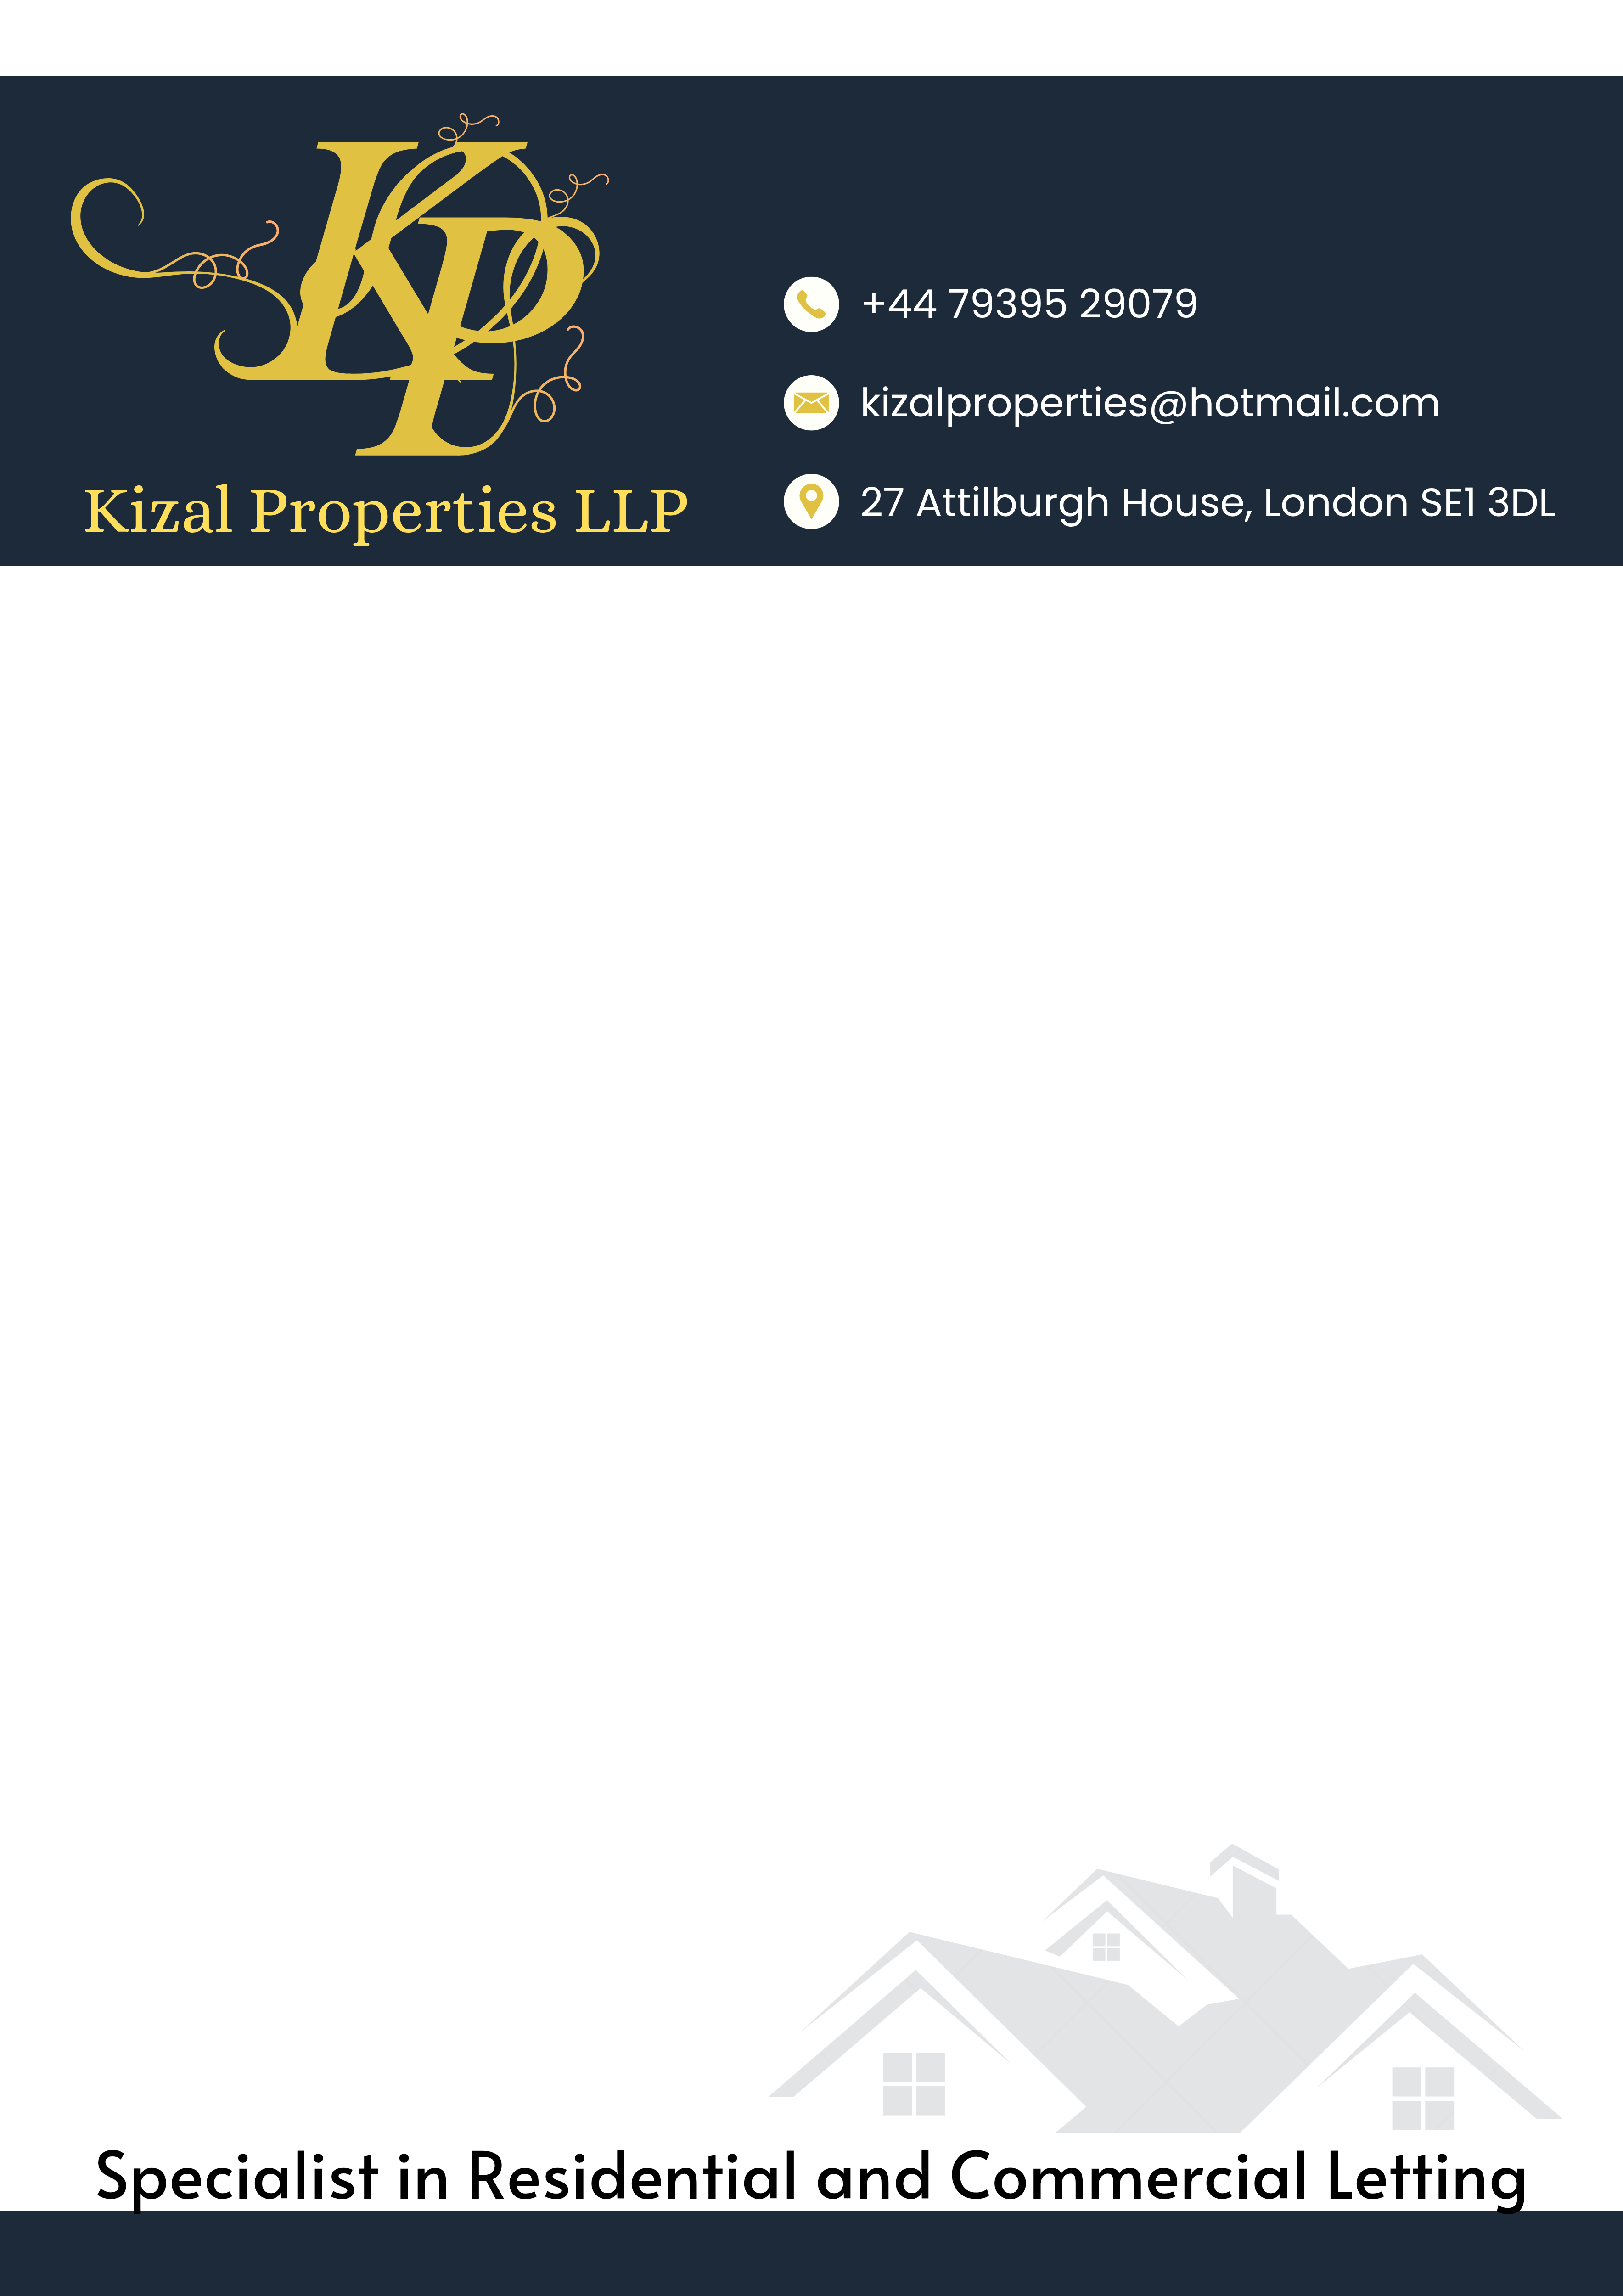 KP
Kizal Properties LLP
+44 79395 29079
kizalproperties@hotmail.com
27 Attilburgh House, London SE1 3DL
Specialist in Residential and Commercial Letting